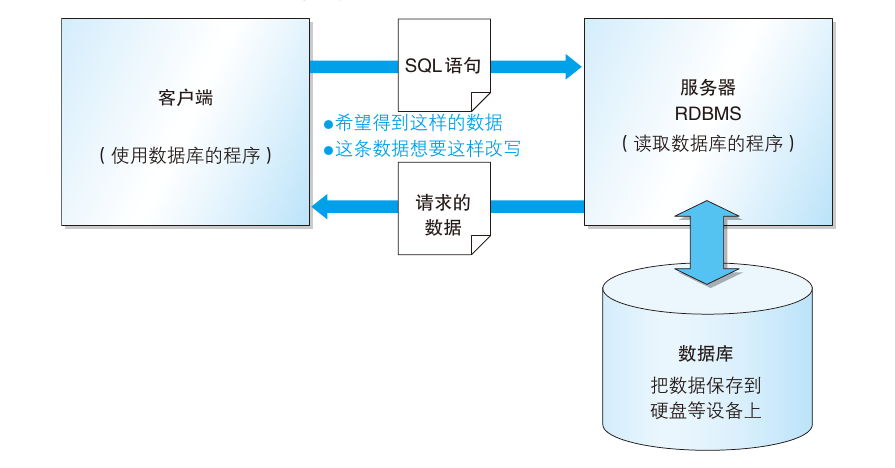 客户端
（使用数据库的程序）
SQL 语句
●希望得到这样的数据
●这条数据想要这样改写
请求的
数据
服务器
RDBMS
（读取数据库的程序）
数据库
把数据保存到
硬盘等设备上